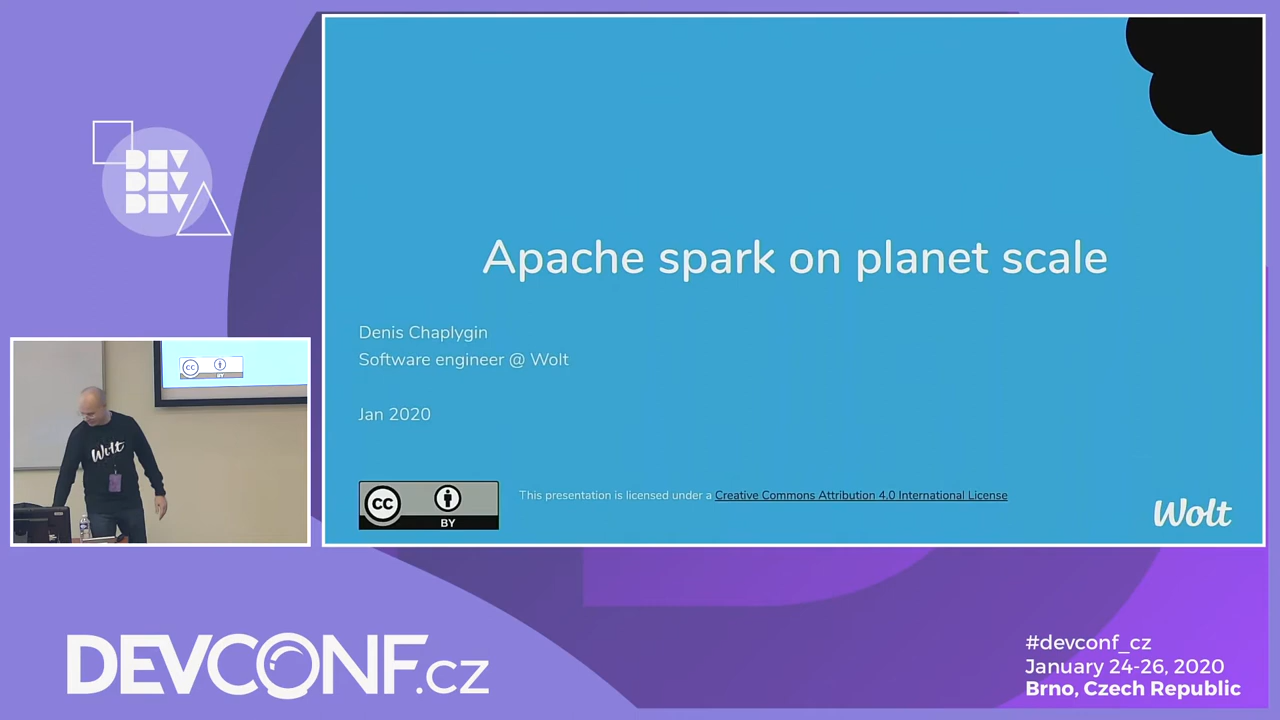 DEV
DEV
DEV
Apache spark on planet scale
Denis Chaplygin
Software engineer @ Wolt
Jan 2020
CC
BY
This presentation is licensed under a Creative Commons Attribution 4.0 International License
Wolt
CC
BY
Wolt
DEVCONF.cz
#devconf_cz
January 24-26, 2020
Brno, Czech Republic